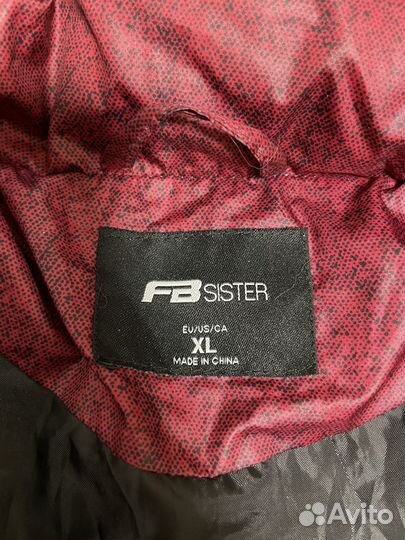 FB SISTER
EU/US/CA
XL
MADE IN CHINA
Avito